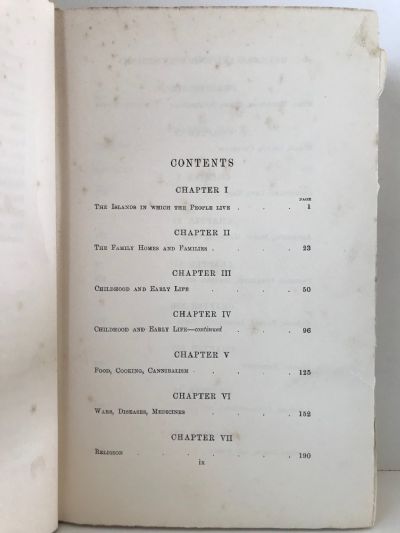 CONTENTS
CHAPTER I
PAGE
The Islands in which the People live . . . 1
CHAPTER II
The Family Homes and Families . . . . 23
CHAPTER III
Childhood and Early Life . . . . 50
CHAPTER IV
Childhood and Early Life—continued . . . 96
CHAPTER V
Food, Cooking, Cannibalism . . . . 125
CHAPTER VI
Wars, Diseases, Medicines . . . . 152
CHAPTER VII
Religion . . . . . . 190
ix